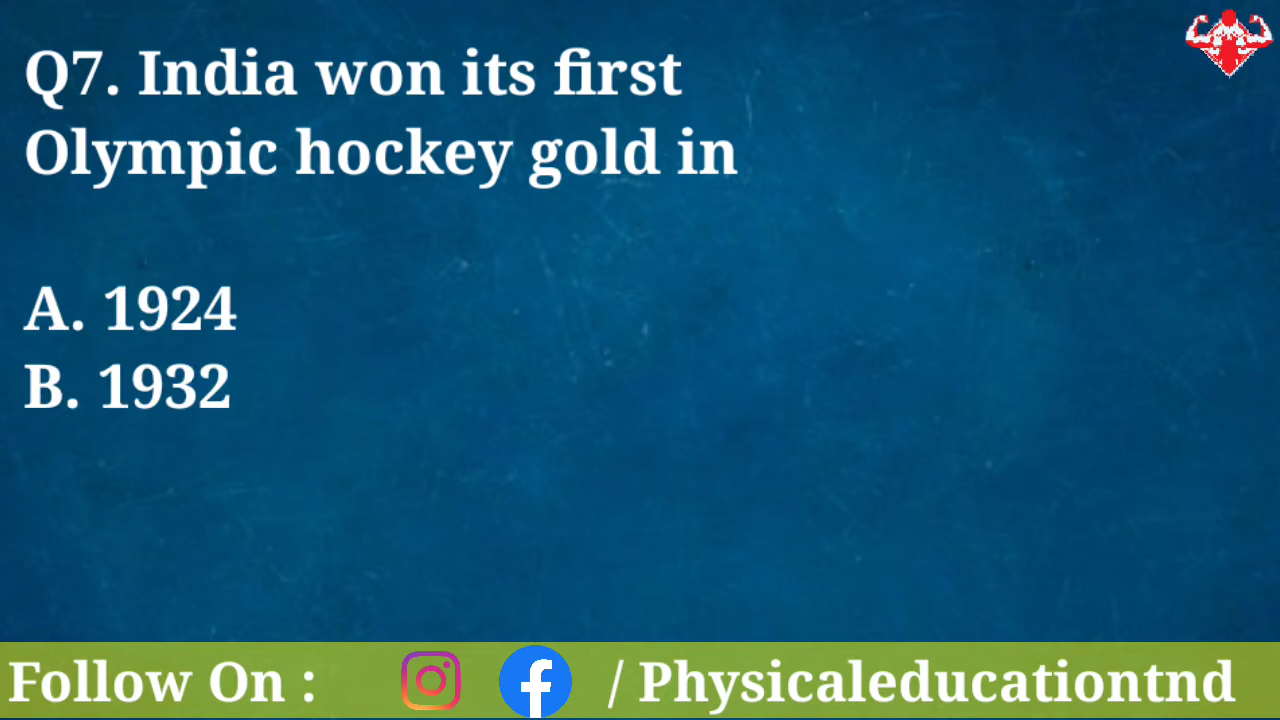 Q7. India won its first
Olympic hockey gold in
A. 1924
B. 1932
Follow On : / Physicaleducationtnd